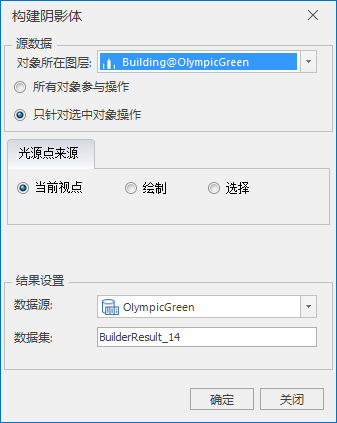 构建阴影体
源数据
对象所在图层: Building@OlympicGreen
所有对象参与操作
只针对选中对象操作
光源点来源
当前视点 绘制 选择
结果设置
数据源: OlympicGreen
数据集: BuilderResult_14
确定 关闭